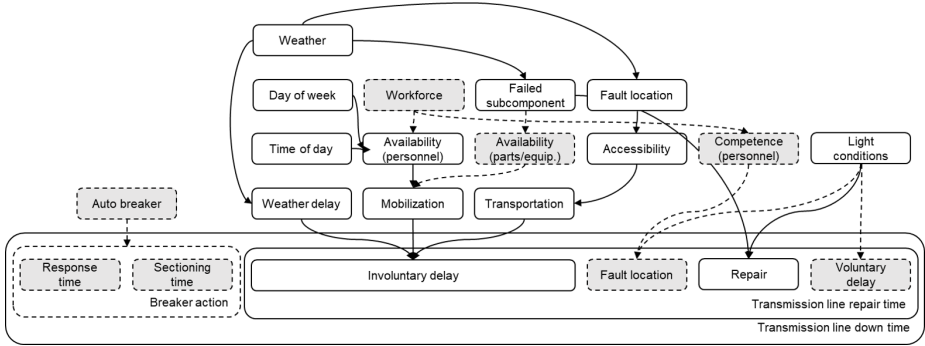 Weather
Day of week
Workforce
Failed
subcomponent
Fault location
Time of day
Availability
(personnel)
Availability
(parts/equip.)
Accessibility
Competence
(personnel)
Light
conditions
Auto breaker
Weather delay
Mobilization
Transportation
Response
time
Sectioning
time
Breaker action
Involuntary delay
Fault location
Repair
Voluntary
delay
Transmission line repair time
Transmission line down time